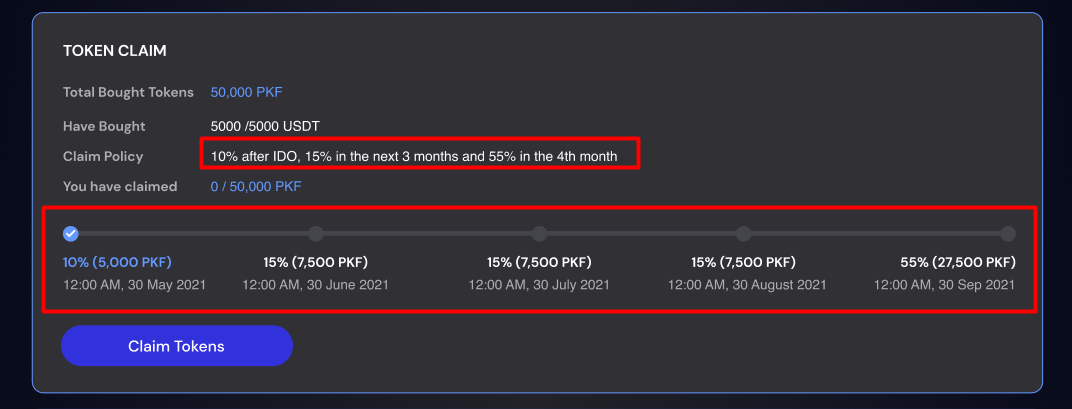 TOKEN CLAIM
Total Bought Tokens 50,000 PKF
Have Bought 5000 /5000 USDT
Claim Policy 10% after IDO, 15% in the next 3 months and 55% in the 4th month
You have claimed 0 / 50,000 PKF
10% (5,000 PKF) 15% (7,500 PKF) 15% (7,500 PKF) 15% (7,500 PKF) 55% (27,500 PKF)
12:00 AM, 30 May 2021 12:00 AM, 30 June 2021 12:00 AM, 30 July 2021 12:00 AM, 30 August 2021 12:00 AM, 30 Sep 2021
Claim Tokens